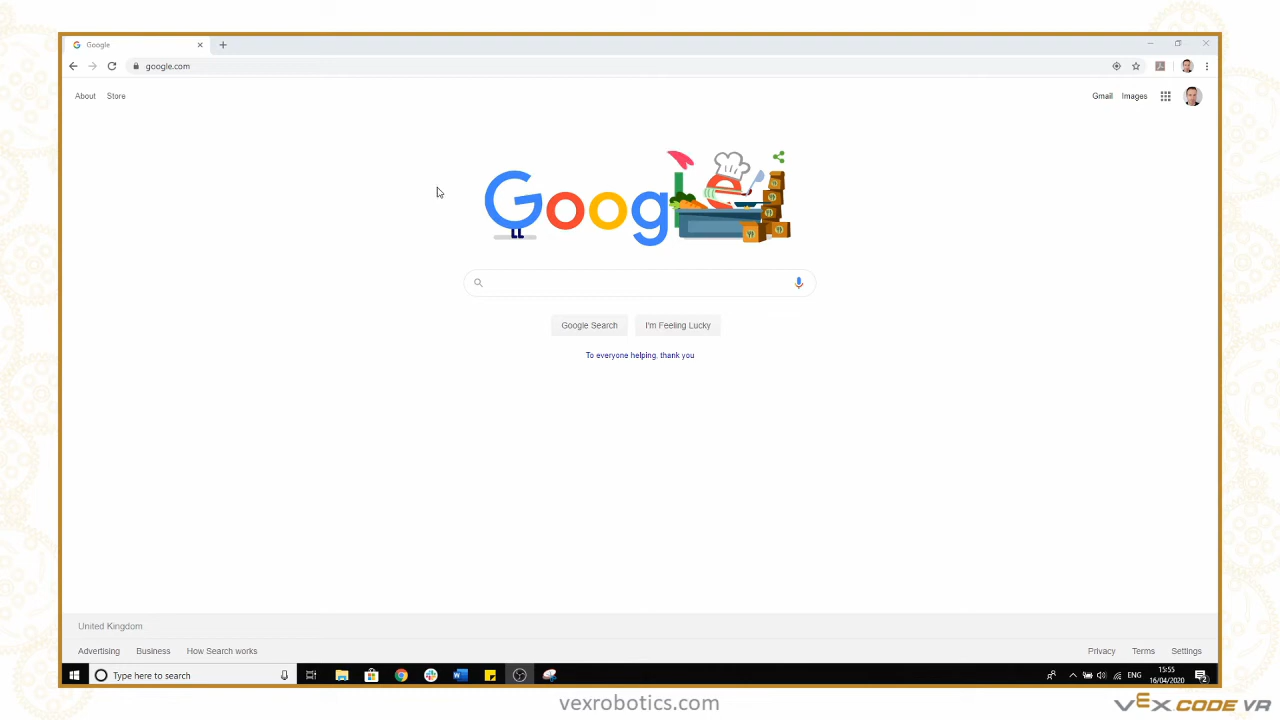 Google
google.com
About Store
Gmail Images
Google
Google Search I'm Feeling Lucky
To everyone helping, thank you
United Kingdom
Advertising Business How Search works
Privacy Terms Settings
Type here to search
ENG
15:55
16/04/2020
2
vexrobotics.com
VEX CODE VR